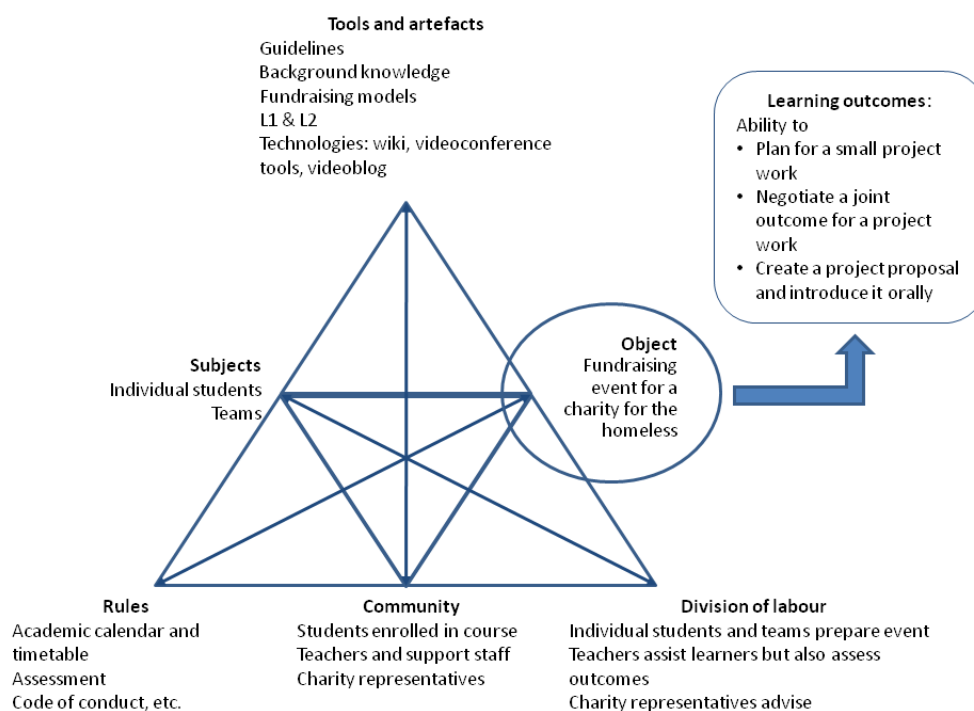 Tools and artefacts
Guidelines
Background knowledge
Fundraising models
L1 & L2
Technologies: wiki, videoconference
tools, videoblog
Learning outcomes:
Ability to
• Plan for a small project
work
• Negotiate a joint
outcome for a project
work
• Create a project proposal
and introduce it orally
Subjects
Individual students
Teams
Object
Fundraising
event for a
charity for the
homeless
Rules
Academic calendar and
timetable
Assessment
Code of conduct, etc.
Community
Students enrolled in course
Teachers and support staff
Charity representatives
Division of labour
Individual students and teams prepare event
Teachers assist learners but also assess
outcomes
Charity representatives advise